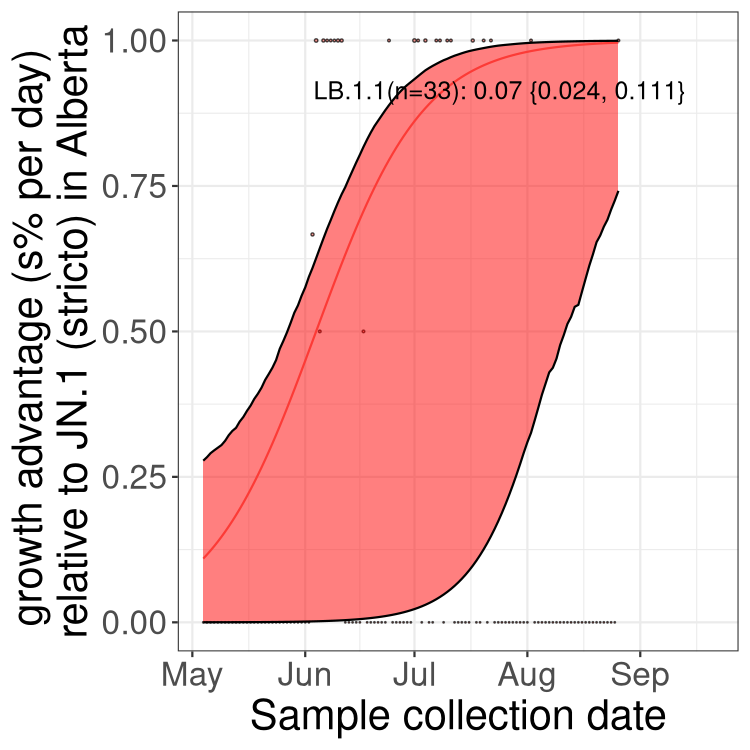 growth advantage (s% per day)
relative to JN.1 (stricto) in Alberta
1.00
0.75
0.50
0.25
0.00
LB.1.1(n=33): 0.07 {0.024, 0.111}
May Jun Jul Aug Sep
Sample collection date